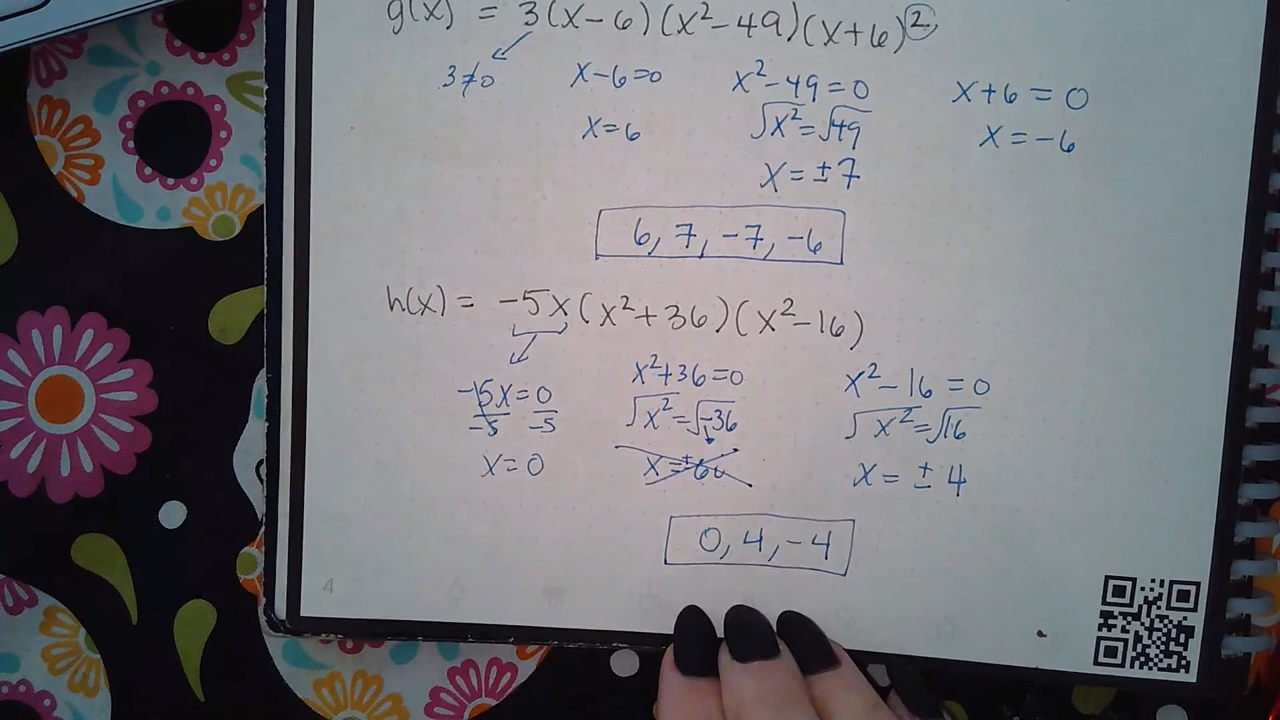 g(x) = 3(x-6)(x²-49)(x+6)²
3≠0 x-6=0 x²-49=0 x+6=0
x=6 √x²=√49 x=-6
x=±7
6, 7, -7, -6
h(x) = -5x(x²+36)(x²-16)
-5x=0 x²+36=0 x²-16=0
-5 -5 √x²=√-36 √x²=√16
x=0 x=±6i x=±4
0, 4, -4
4